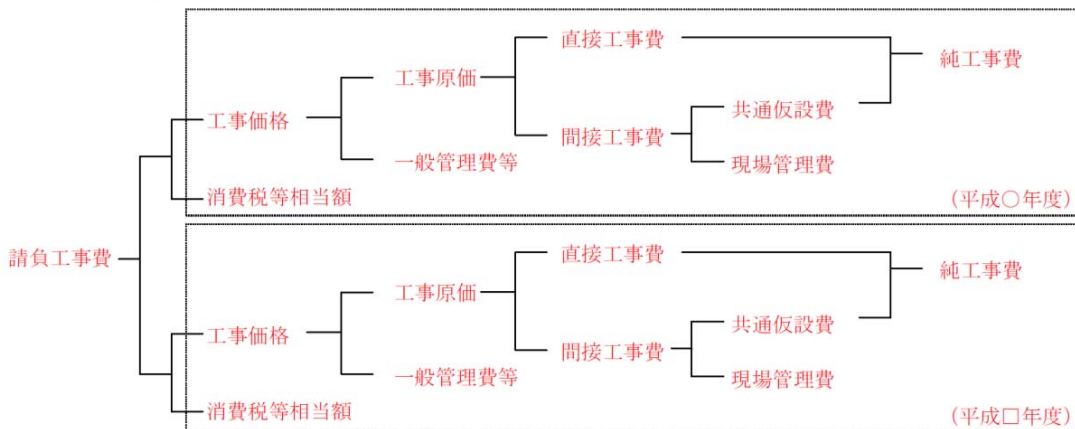 直接工事費
純工事費
工事原価
共通仮設費
工事価格
間接工事費
一般管理費等
現場管理費
消費税等相当額
(平成○年度)
請負工事費
直接工事費
純工事費
工事原価
共通仮設費
工事価格
間接工事費
一般管理費等
現場管理費
消費税等相当額
(平成□年度)